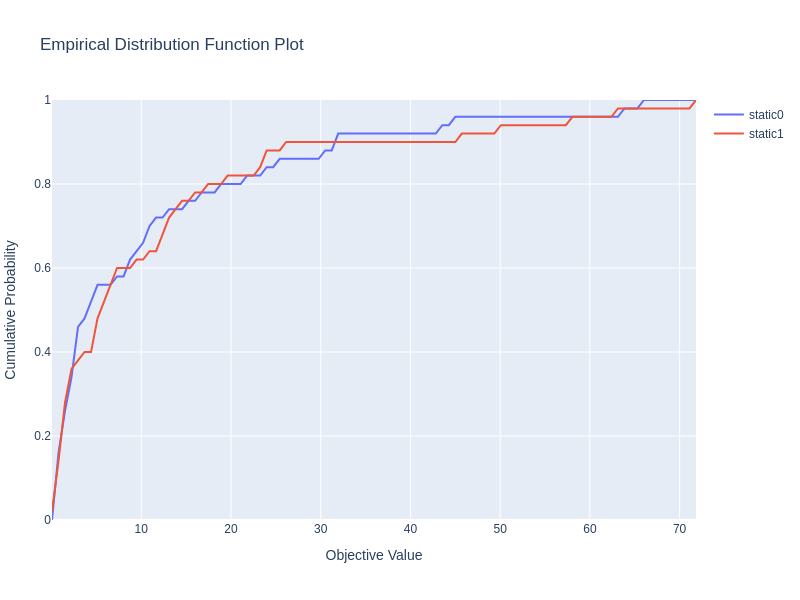 Empirical Distribution Function Plot
1
0.8
0.6
0.4
0.2
0
10
20
30
40
50
60
70
Objective Value
Cumulative Probability
static0
static1